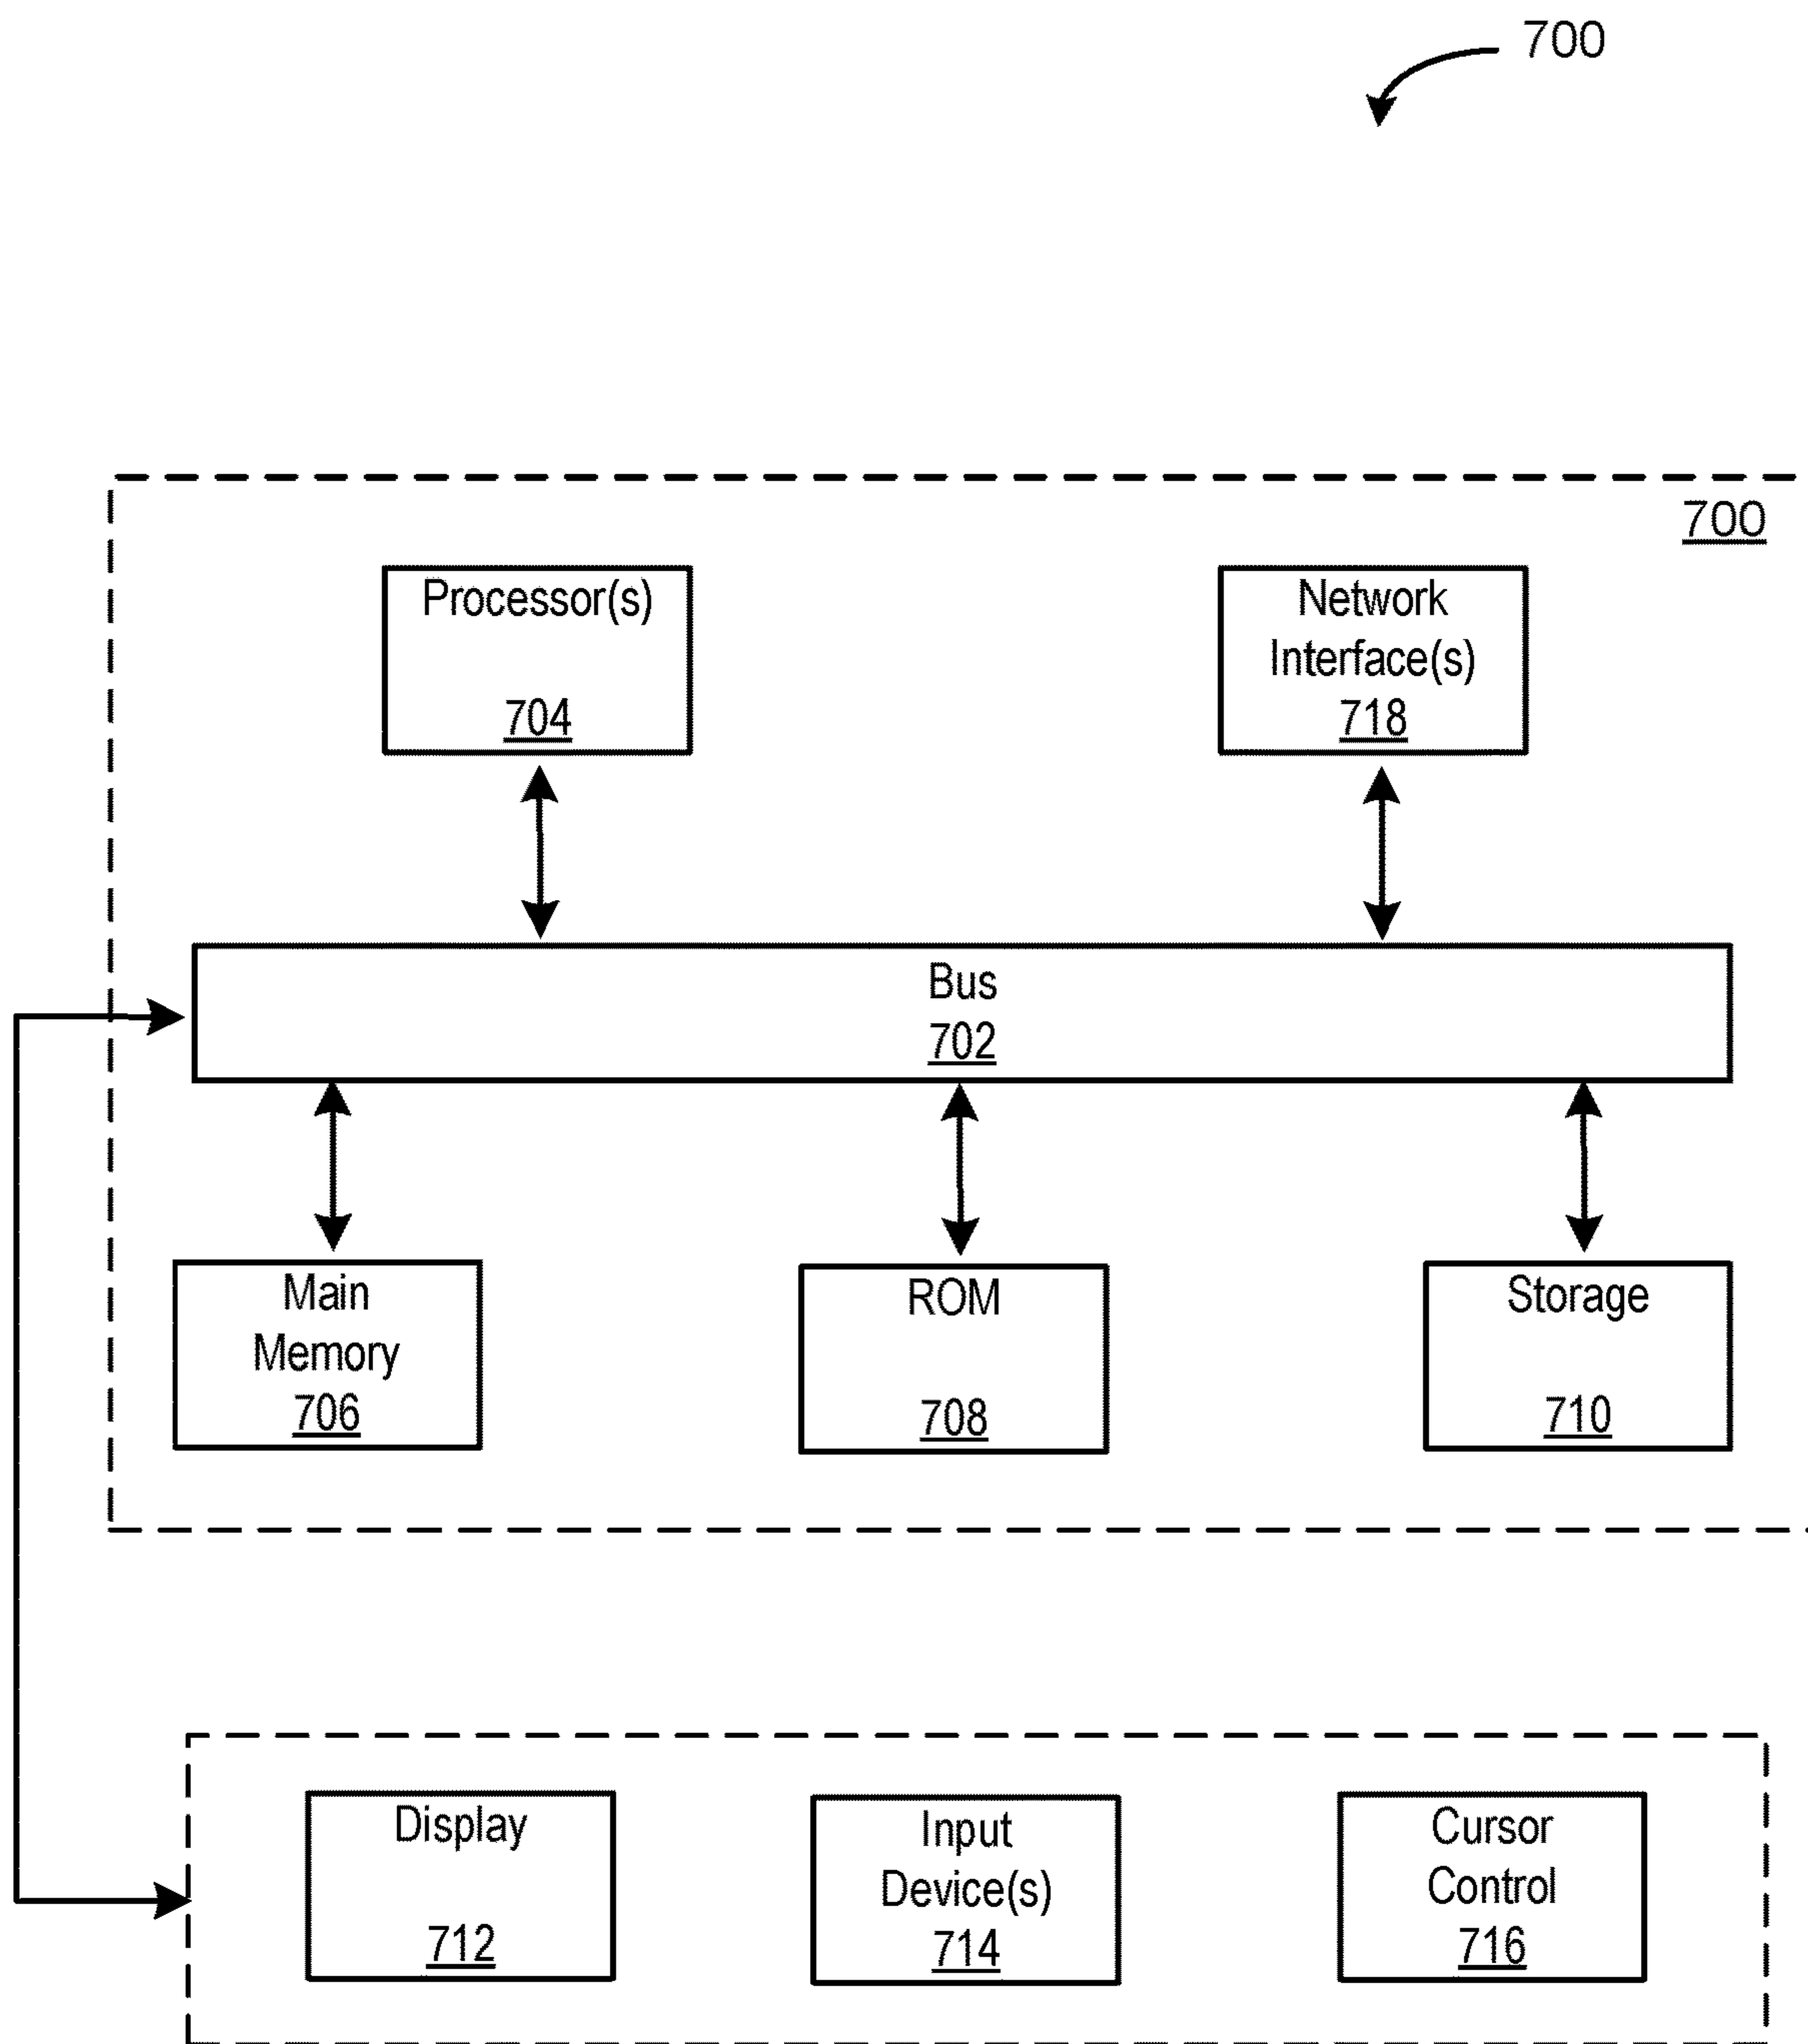 700
700
Processor(s)
704
Network
Interface(s)
718
Bus
702
Main
Memory
706
ROM
708
Storage
710
Display
712
Input
Device(s)
714
Cursor
Control
716